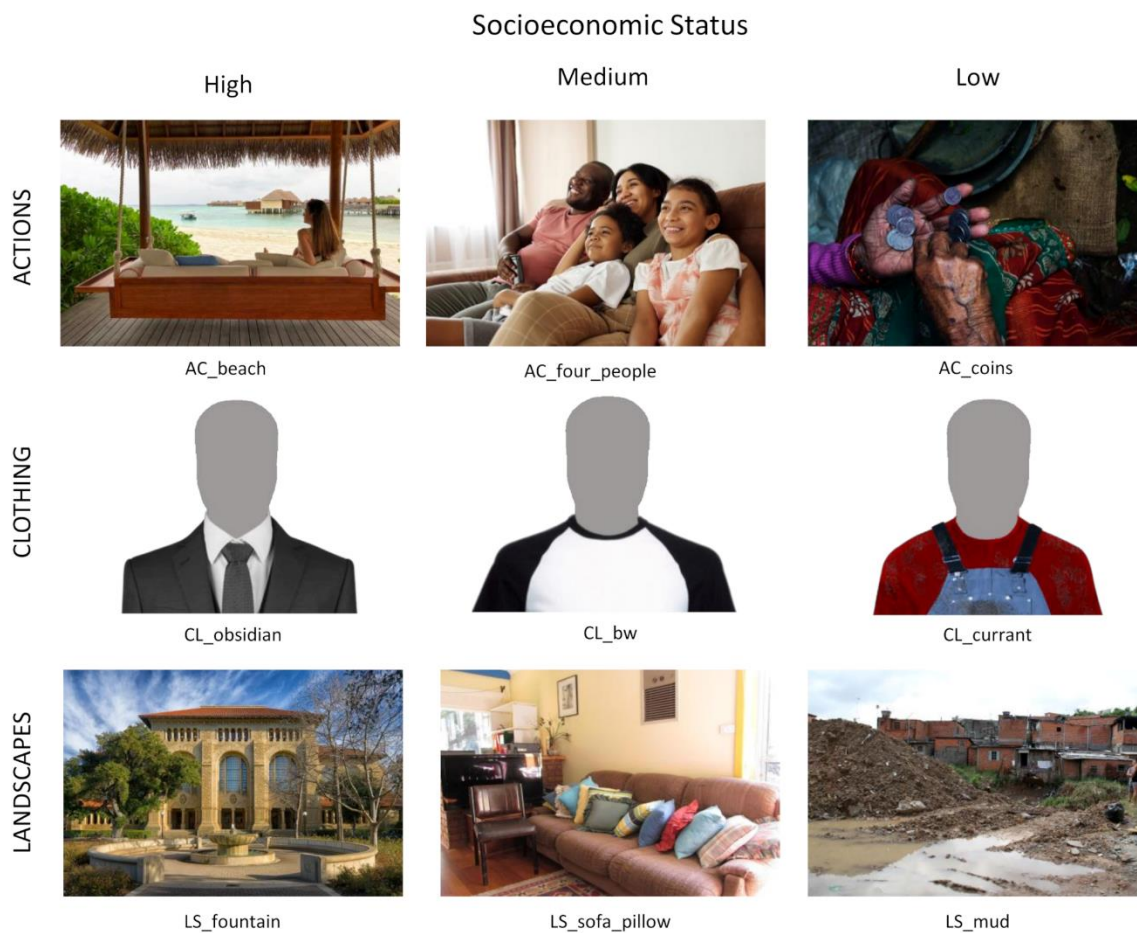 Socioeconomic Status
High
Medium
Low
ACTIONS
AC_beach
AC_four_people
AC_coins
CLOTHING
CL_obsidian
CL_bw
CL_currant
LANDSCAPES
LS_fountain
LS_sofa_pillow
LS_mud